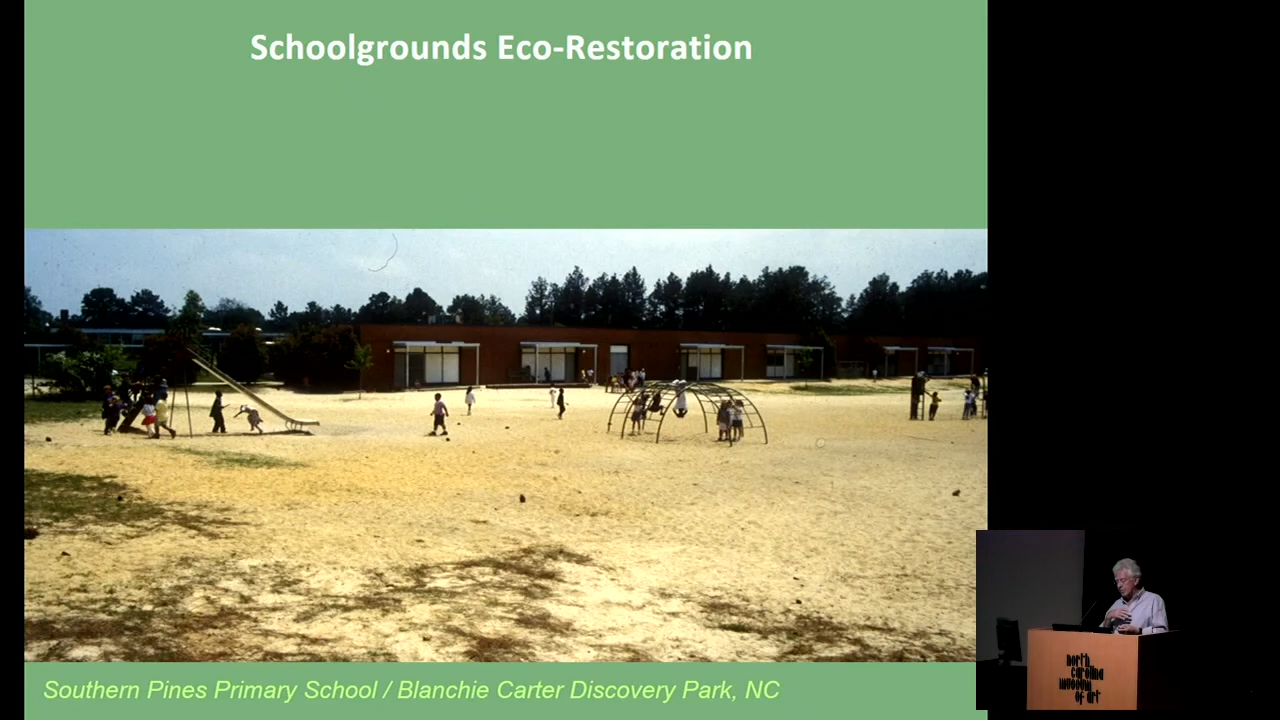 Schoolgrounds Eco-Restoration
Southern Pines Primary School / Blanchie Carter Discovery Park, NC
north
carolina
museum
of art